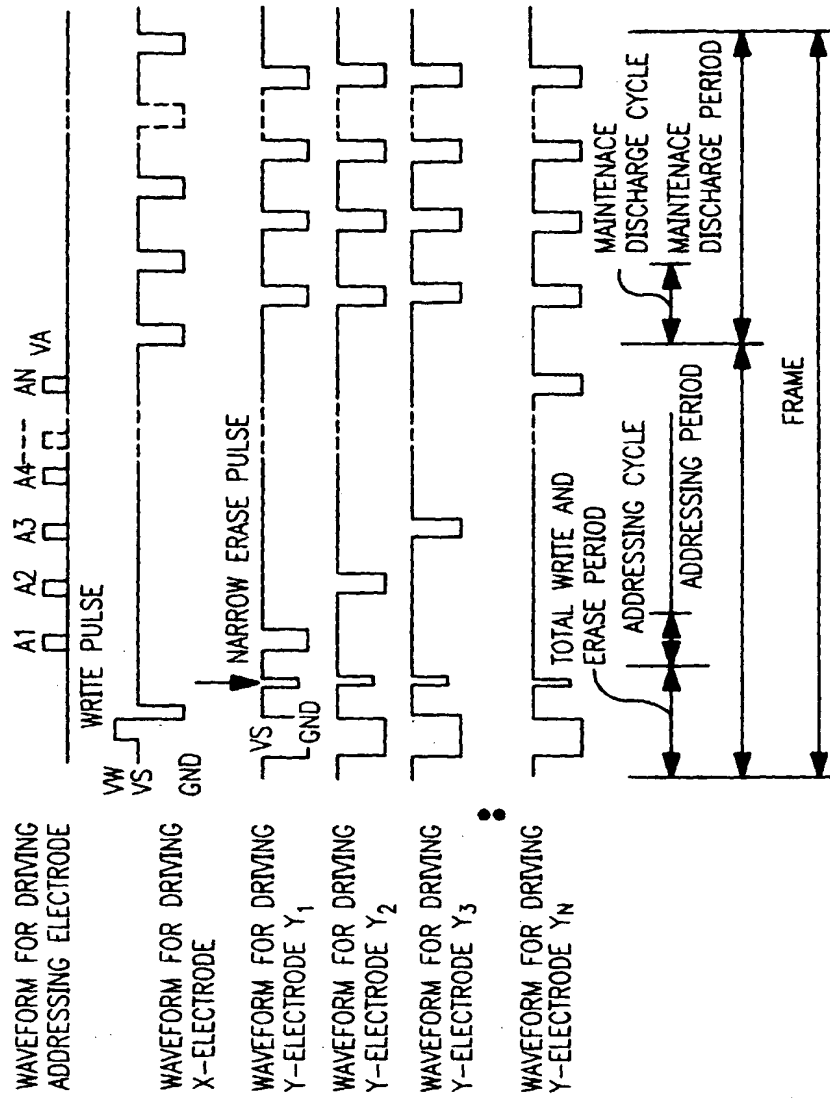 WAVEFORM FOR DRIVING
ADDRESSING ELECTRODE
A1 A2 A3 A4--- AN VA
WRITE PULSE
VW
VS
GND
WAVEFORM FOR DRIVING
X-ELECTRODE
NARROW ERASE PULSE
VS
GND
WAVEFORM FOR DRIVING
Y-ELECTRODE Y1
WAVEFORM FOR DRIVING
Y-ELECTRODE Y2
WAVEFORM FOR DRIVING
Y-ELECTRODE Y3
WAVEFORM FOR DRIVING
Y-ELECTRODE YN
TOTAL WRITE AND
ERASE PERIOD
ADDRESSING CYCLE
ADDRESSING PERIOD
MAINTENACE
DISCHARGE CYCLE
MAINTENACE
DISCHARGE PERIOD
FRAME